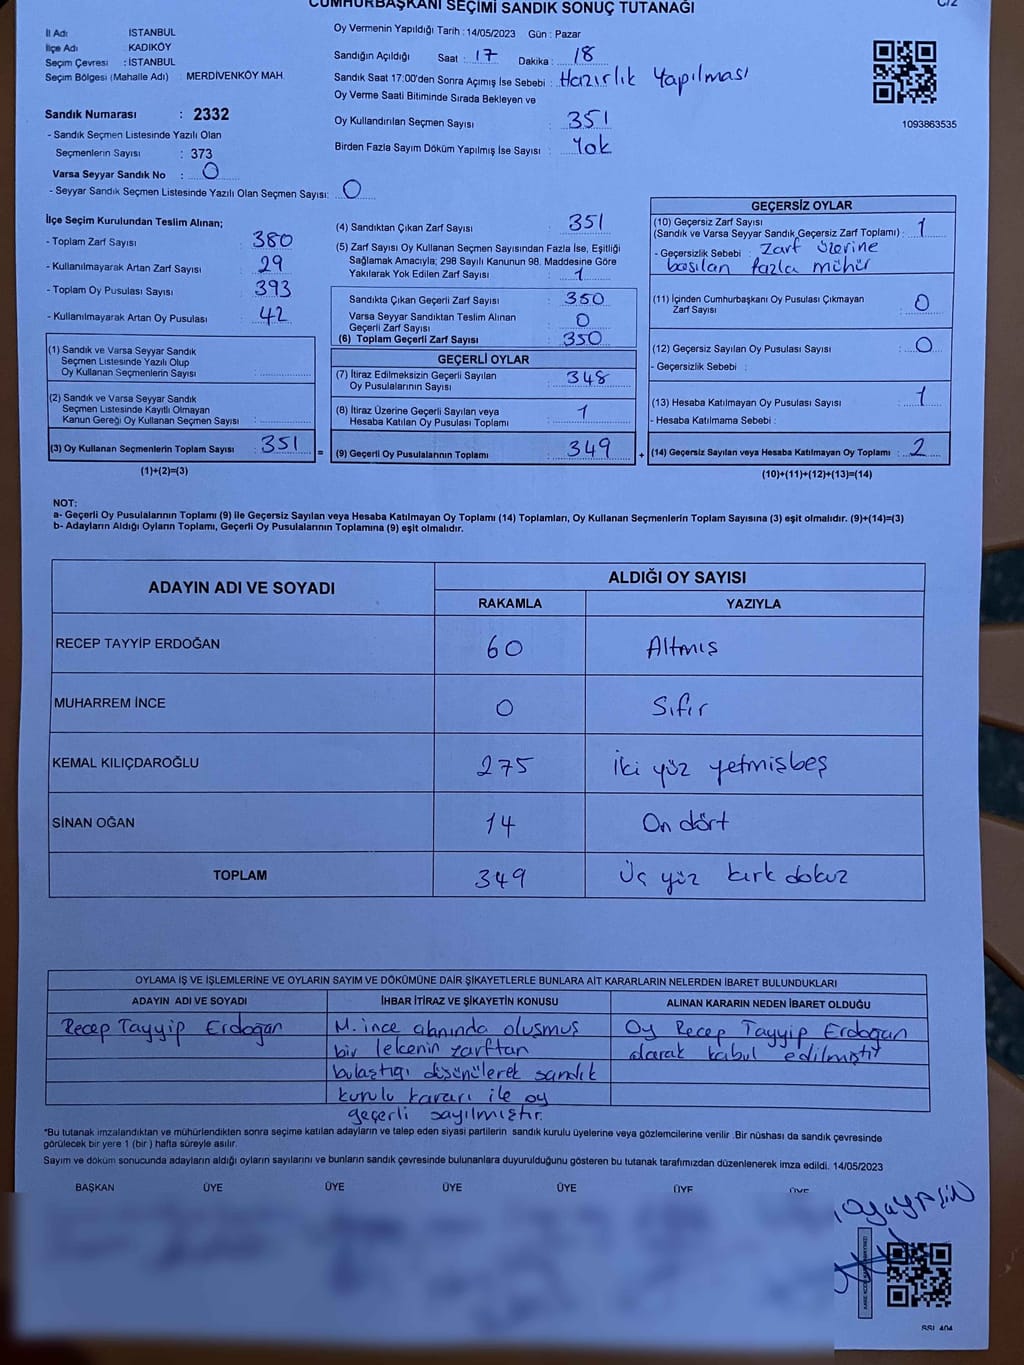 CUMHURBAŞKANI SEÇİMİ SANDIK SONUÇ TUTANAĞI
C/2
İl Adı İSTANBUL
İlçe Adı : KADIKÖY
Seçim Çevresi : İSTANBUL
Seçim Bölgesi (Mahalle Adı) : MERDİVENKÖY MAH.
Sandık Numarası : 2332
- Sandık Seçmen Listesinde Yazılı Olan
Seçmenlerin Sayısı : 373
Varsa Seyyar Sandık No : 0
- Seyyar Sandık Seçmen Listesinde Yazılı Olan Seçmen Sayısı: 0
Oy Vermenin Yapıldığı Tarih : 14/05/2023 Gün : Pazar
Sandığın Açıldığı Saat : 17 Dakika : 18
Sandık Saat 17:00'den Sonra Açımış İse Sebebi : Hazırlık Yapılması
Oy Verme Saati Bitiminde Sırada Bekleyen ve
Oy Kullandırılan Seçmen Sayısı : 351
Birden Fazla Sayım Döküm Yapılmış İse Sayısı : Yok
1093863535
İlçe Seçim Kurulundan Teslim Alınan;
- Toplam Zarf Sayısı : 380
- Kullanılmayarak Artan Zarf Sayısı : 29
- Toplam Oy Pusulası Sayısı : 393
- Kullanılmayarak Artan Oy Pusulası : 42
(1) Sandık ve Varsa Seyyar Sandık
Seçmen Listesinde Yazılı Olup
Oy Kullanan Seçmenlerin Sayısı :
(2) Sandık ve Varsa Seyyar Sandık
Seçmen Listesinde Kayıtlı Olmayan
Kanun Gereği Oy Kullanan Seçmen Sayısı :
(3) Oy Kullanan Seçmenlerin Toplam Sayısı : 351
(1)+(2)=(3)
=
(4) Sandıktan Çıkan Zarf Sayısı : 351
(5) Zarf Sayısı Oy Kullanan Seçmen Sayısından Fazla İse, Eşitliği
Sağlamak Amacıyla; 298 Sayılı Kanunun 98. Maddesine Göre
Yakılarak Yok Edilen Zarf Sayısı : 1
Sandıkta Çıkan Geçerli Zarf Sayısı : 350
Varsa Seyyar Sandıktan Teslim Alınan
Geçerli Zarf Sayısı : 0
(6) Toplam Geçerli Zarf Sayısı : 350
GEÇERLİ OYLAR
(7) İtiraz Edilmeksizin Geçerli Sayılan
Oy Pusulalarının Sayısı : 348
(8) İtiraz Üzerine Geçerli Sayılan veya
Hesaba Katılan Oy Pusulası Toplamı : 1
(9) Geçerli Oy Pusulalarının Toplamı : 349
+
GEÇERSİZ OYLAR
(10) Geçersiz Zarf Sayısı
(Sandık ve Varsa Seyyar Sandık Geçersiz Zarf Toplamı) : 1
- Geçersizlik Sebebi : Zarf üzerine
basılan fazla mühür
(11) İçinden Cumhurbaşkanı Oy Pusulası Çıkmayan
Zarf Sayısı : 0
(12) Geçersiz Sayılan Oy Pusulası Sayısı : 0
- Geçersizlik Sebebi :
(13) Hesaba Katılmayan Oy Pusulası Sayısı : 1
- Hesaba Katılmama Sebebi :
(14) Geçersiz Sayılan veya Hesaba Katılmayan Oy Toplamı : 2
(10)+(11)+(12)+(13)=(14)
NOT:
a- Geçerli Oy Pusulalarının Toplamı (9) ile Geçersiz Sayılan veya Hesaba Katılmayan Oy Toplamı (14) Toplamları, Oy Kullanan Seçmenlerin Toplam Sayısına (3) eşit olmalıdır. (9)+(14)=(3)
b- Adayların Aldığı Oyların Toplamı, Geçerli Oy Pusulalarının Toplamına (9) eşit olmalıdır.
ADAYIN ADI VE SOYADI ALDIĞI OY SAYISI
RAKAMLA YAZIYLA
RECEP TAYYİP ERDOĞAN 60 Altmış
MUHARREM İNCE 0 Sıfır
KEMAL KILIÇDAROĞLU 275 İki yüz yetmişbeş
SİNAN OĞAN 14 On dört
TOPLAM 349 Üç yüz kırk dokuz
OYLAMA İŞ VE İŞLEMLERİNE VE OYLARIN SAYIM VE DÖKÜMÜNE DAİR ŞİKAYETLERLE BUNLARA AİT KARARLARIN NELERDEN İBARET BULUNDUKLARI
ADAYIN ADI VE SOYADI İHBAR İTİRAZ VE ŞİKAYETİN KONUSU ALINAN KARARIN NEDEN İBARET OLDUĞU
Recep Tayyip Erdoğan M. ince alanında oluşmuş Oy Recep Tayyip Erdoğan
bir lekenin zarftan olarak kabul edilmiştir
bulaştığı düşünülerek sandık
kurulu kararı ile oy
geçerli sayılmıştır.
*Bu tutanak imzalandıktan ve mühürlendikten sonra seçime katılan adayların ve talep eden siyasi partilerin sandık kurulu üyelerine veya gözlemcilerine verilir .Bir nüshası da sandık çevresinde
görülecek bir yere 1 (bir ) hafta süreyle asılır.
Sayım ve döküm sonucunda adayların aldığı oyların sayılarını ve bunların sandık çevresinde bulunanlara duyurulduğunu gösteren bu tutanak tarafımızdan düzenlenerek imza edildi. 14/05/2023
BAŞKAN ÜYE ÜYE ÜYE ÜYE ÜYE ÜYE
SSL 404